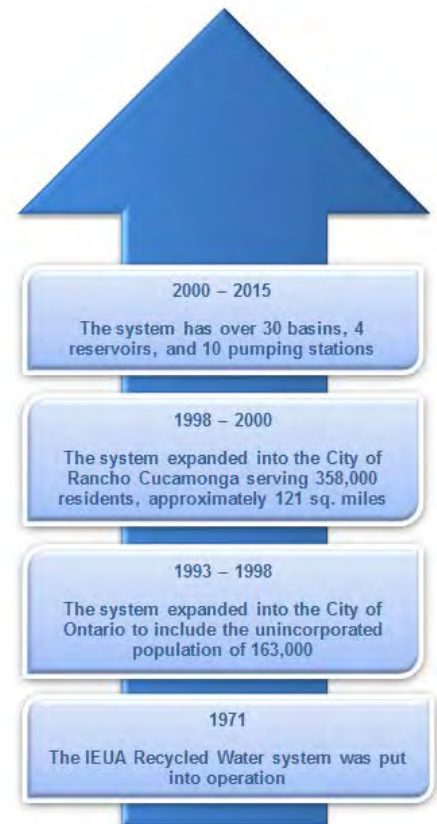 2000 – 2015
The system has over 30 basins, 4
reservoirs, and 10 pumping stations
1998 – 2000
The system expanded into the City of
Rancho Cucamonga serving 358,000
residents, approximately 121 sq. miles
1993 – 1998
The system expanded into the City of
Ontario to include the unincorporated
population of 163,000
1971
The IEUA Recycled Water system was put
into operation